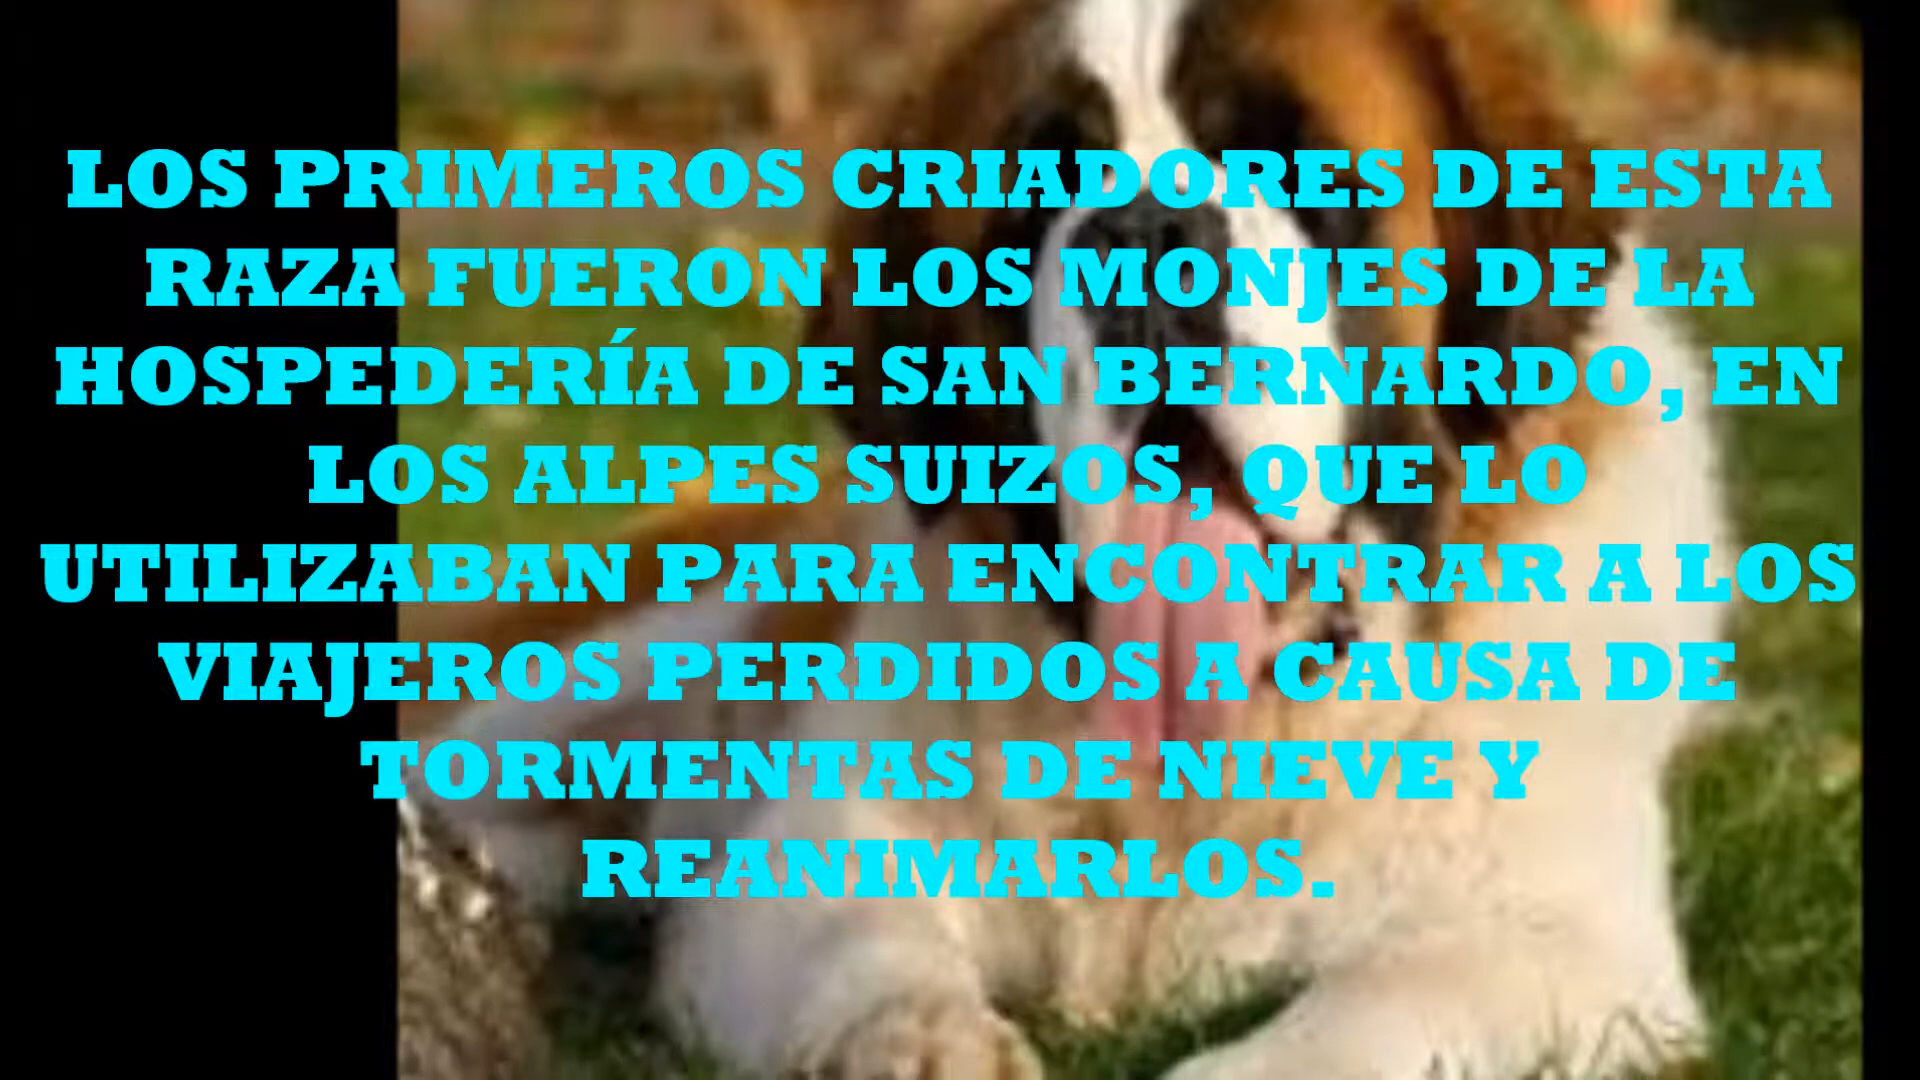 LOS PRIMEROS CRIADORES DE ESTA
RAZA FUERON LOS MONJES DE LA
HOSPEDERÍA DE SAN BERNARDO, EN
LOS ALPES SUIZOS, QUE LO
UTILIZABAN PARA ENCONTRAR A LOS
VIAJEROS PERDIDOS A CAUSA DE
TORMENTAS DE NIEVE Y
REANIMARLOS.